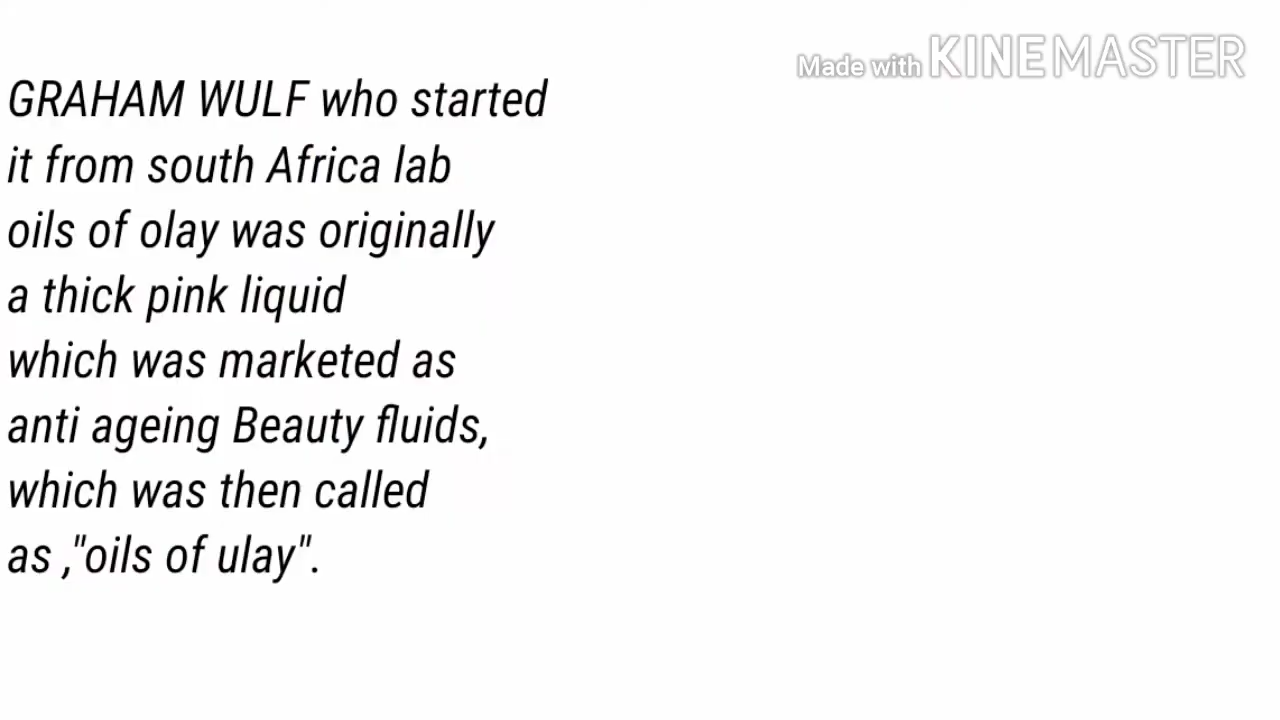 Made with KINEMASTER
GRAHAM WULF who started
it from south Africa lab
oils of olay was originally
a thick pink liquid
which was marketed as
anti ageing Beauty fluids,
which was then called
as ,"oils of ulay".